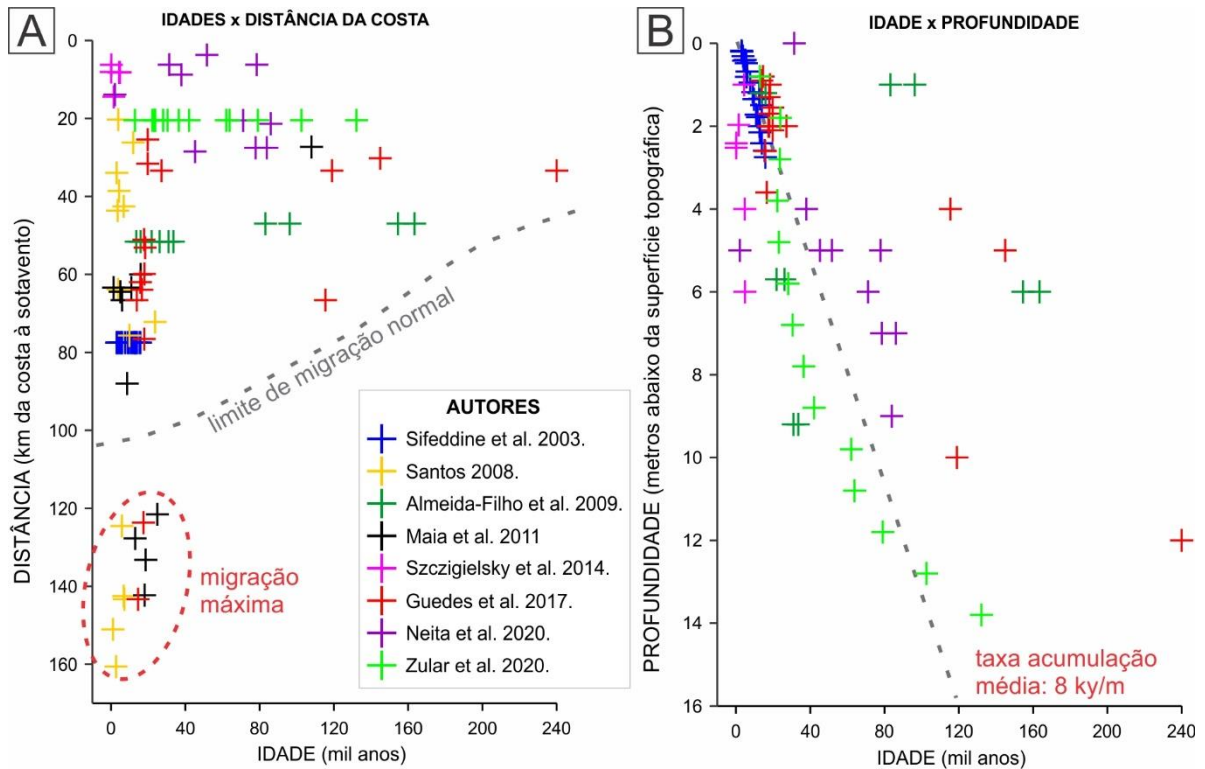 A
IDADES x DISTÂNCIA DA COSTA
DISTÂNCIA (km da costa à sotavento)
0
20
40
60
80
100
120
140
160
limite de migração normal
migração
máxima
AUTORES
Sifeddine et al. 2003.
Santos 2008.
Almeida-Filho et al. 2009.
Maia et al. 2011
Szczigielsky et al. 2014.
Guedes et al. 2017.
Neita et al. 2020.
Zular et al. 2020.
0 40 80 120 160 200 240
IDADE (mil anos)
B
IDADE x PROFUNDIDADE
PROFUNDIDADE (metros abaixo da superfície topográfica)
0
2
4
6
8
10
12
14
16
taxa acumulação
média: 8 ky/m
0 40 80 120 160 200 240
IDADE (mil anos)